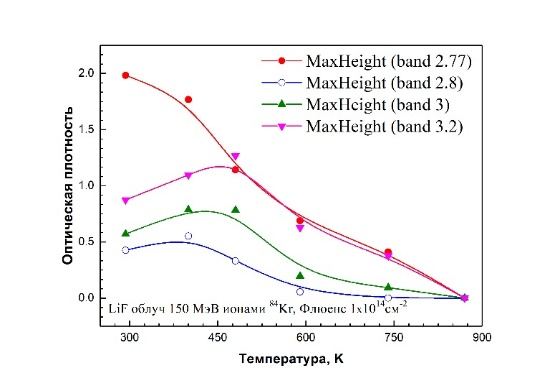 MaxHeight (band 2.77)
MaxHeight (band 2.8)
MaxHeight (band 3)
MaxHeight (band 3.2)
2.0
1.5
1.0
0.5
0.0
Оптическая плотность
LiF облуч 150 МэВ ионами ⁸⁴Kr, Флюенс 1x10¹⁴см⁻²
300 450 600 740 900
Температура, K